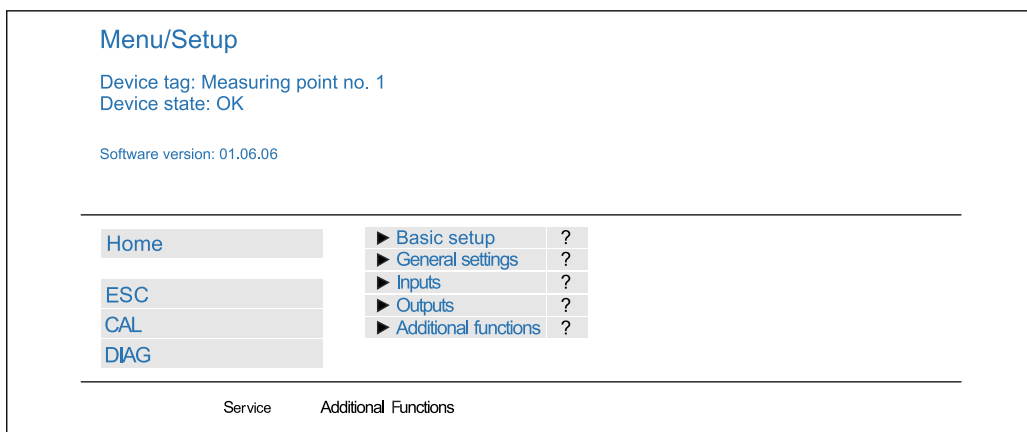 Menu/Setup
Device tag: Measuring point no. 1
Device state: OK
Software version: 01.06.06
Home
ESC
CAL
DIAG
► Basic setup ?
► General settings ?
► Inputs ?
► Outputs ?
► Additional functions ?
Service Additional Functions